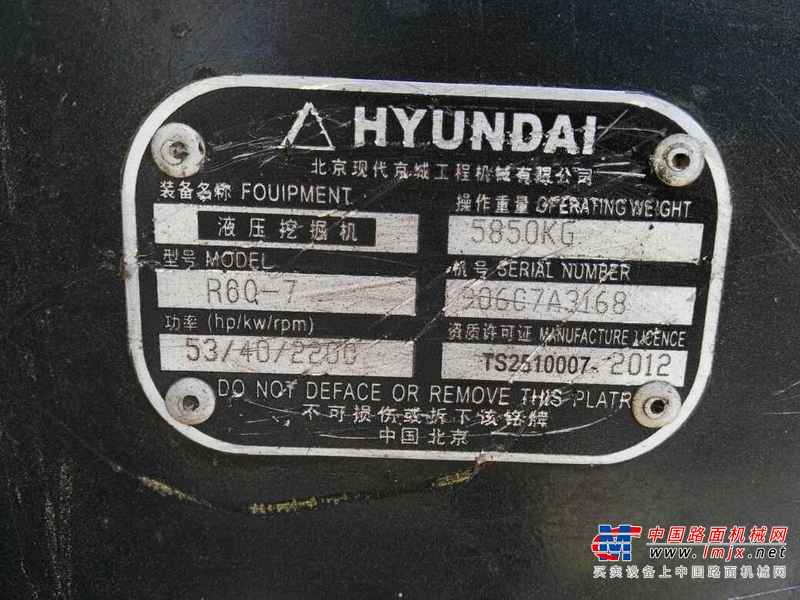 HYUNDAI
北京现代京城工程机械有限公司
装备名称 FOUIPMENT
液压挖掘机
操作重量 OPERATING WEIGHT
5850KG
型号 MODEL
R60-7
机号 SERIAL NUMBER
906C7A3168
功率 (hp/kw/rpm)
53/40/2200
资质许可证 MANUFACTURE LICENCE
TS2510007-2012
DO NOT DEFACE OR REMOVE THIS PLATR
不可损伤或拆下该铭牌
中国 北京
中国路面机械网
www.lmjx.net
买卖设备上中国路面机械网